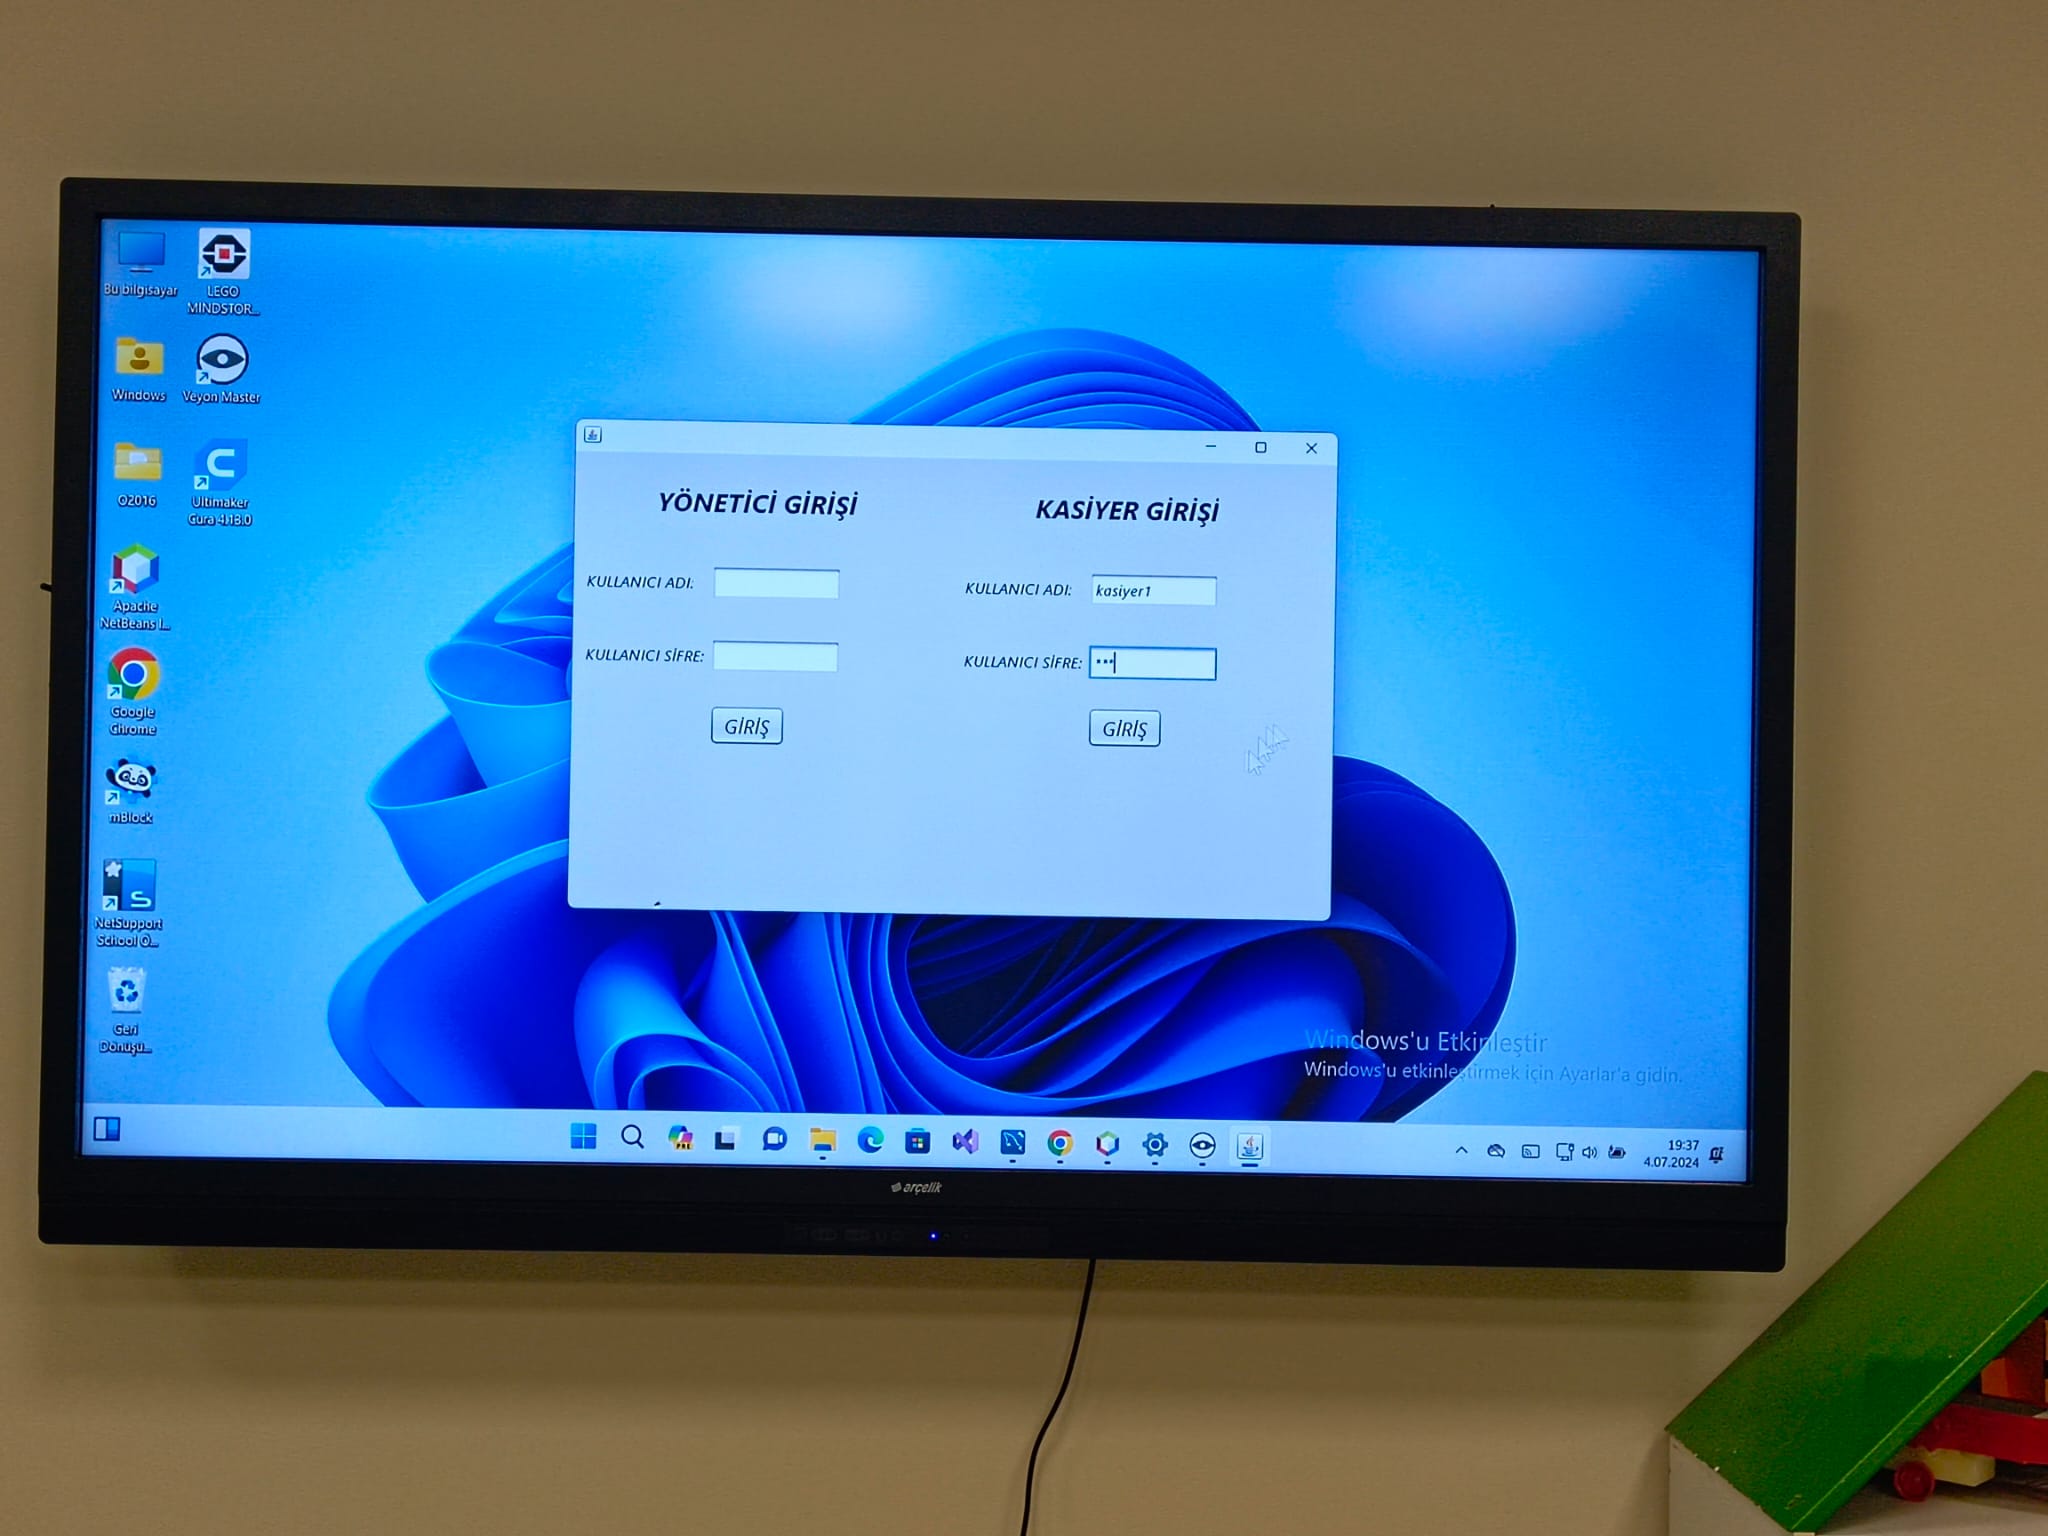 Bu bilgisayar
LEGO
MINDSTOR...
Windows
Veyon Master
O2016
Ultimaker
Cura 4.13.0
Apache
NetBeans I...
Google
Chrome
mBlock
NetSupport
School O...
Geri
Dönüşü...
YÖNETİCİ GİRİŞİ
KULLANICI ADI:
KULLANICI SİFRE:
GİRİŞ
KASİYER GİRİŞİ
KULLANICI ADI: kasiyer1
KULLANICI SİFRE: ***
GİRİŞ
Windows'u Etkinleştir
Windows'u etkinleştirmek için Ayarlar'a gidin.
PRE
19:37
4.07.2024
arçelik